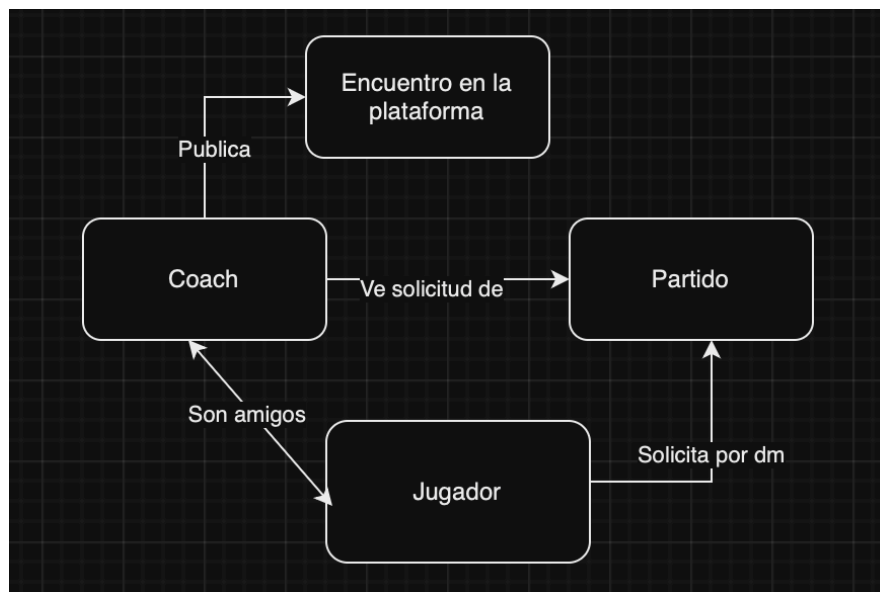 Encuentro en la
plataforma
Publica
Coach
Ve solicitud de
Partido
Son amigos
Solicita por dm
Jugador